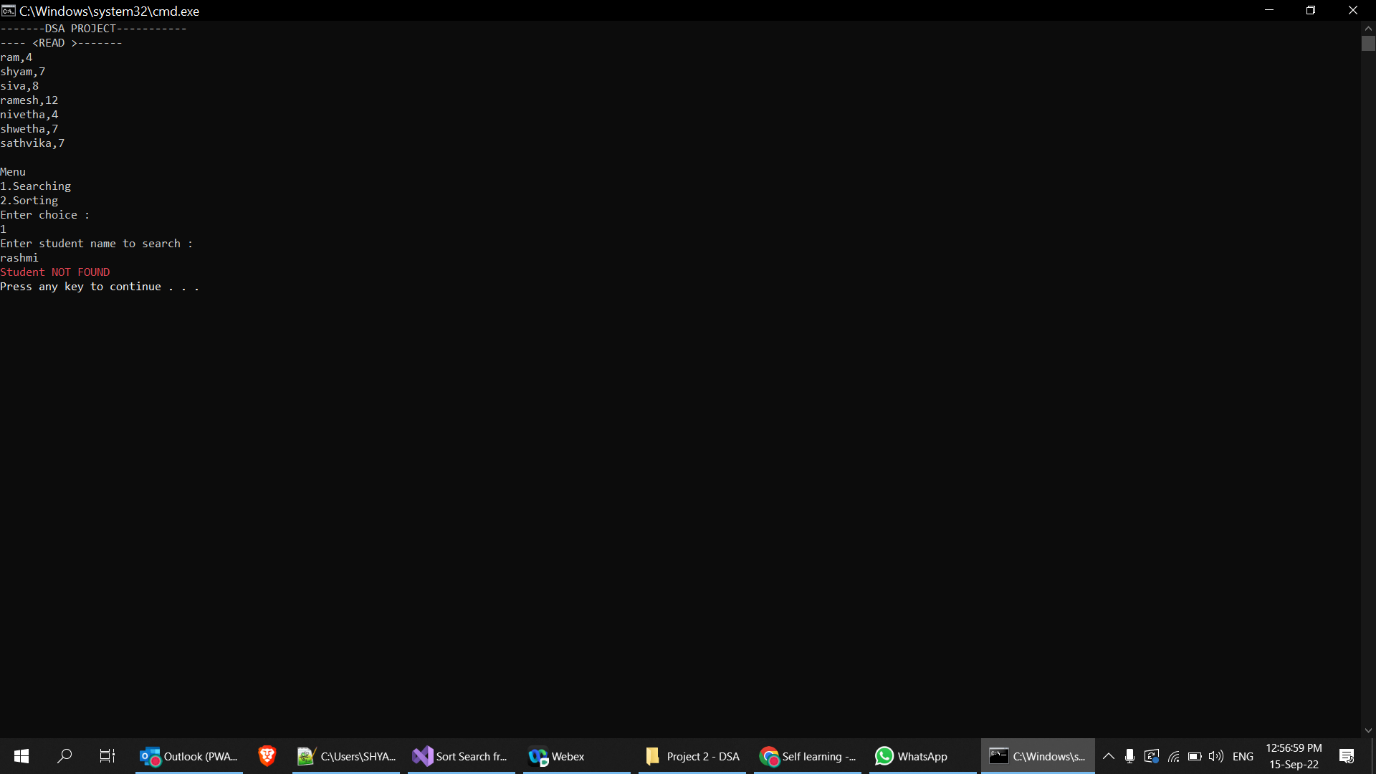 C:\Windows\system32\cmd.exe
-------DSA PROJECT-----------
---- <READ >-------
ram,4
shyam,7
siva,8
ramesh,12
nivetha,4
shwetha,7
sathvika,7
Menu
1.Searching
2.Sorting
Enter choice :
1
Enter student name to search :
rashmi
Student NOT FOUND
Press any key to continue . . .
Outlook (PWA...
C:\Users\SHYA...
Sort Search fr...
Webex
Project 2 - DSA
Self learning -...
WhatsApp
C:\Windows\s...
ENG
12:56:59 PM
15-Sep-22